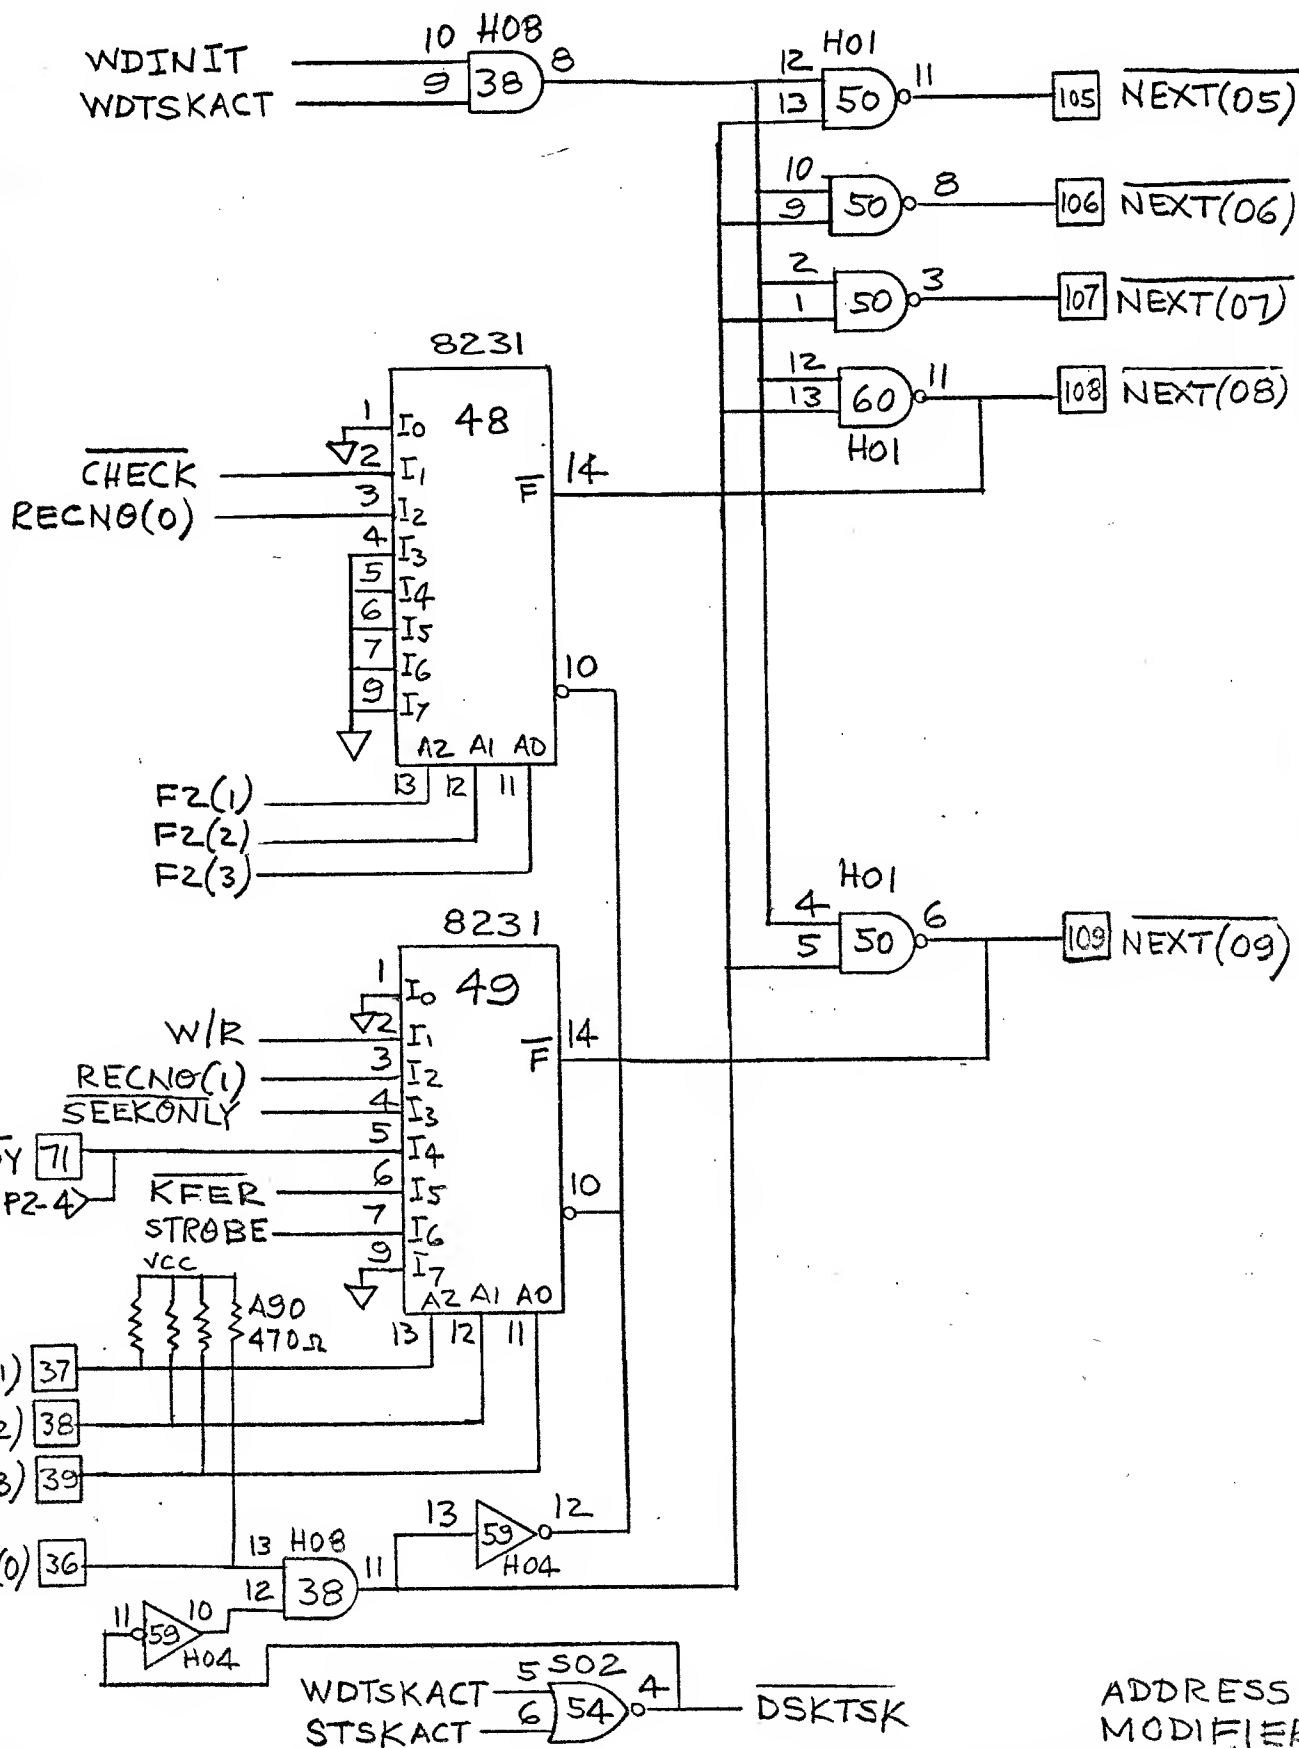 10 H08
WDINIT
8
9 38
WDTSKACT
H01
12 11
13 50 105 NEXT(05)
10 8
9 50 106 NEXT(06)
2 3
1 50 107 NEXT(07)
12 11
13 60 108 NEXT(08)
H01
8231
48
1 I0
CHECK 2 I1
RECNO(0) 3 I2
F 14
4 I3
5 I4
6 I5
7 I6
9 I7
10
A2 A1 A0
13 12 11
F2(1)
F2(2)
F2(3)
H01
4 6
5 50 109 NEXT(09)
8231
49
1 I0
W/R 2 I1
RECNO(1) 3 I2
SEEKONLY 4 I3
F 14
Y 71 5 I4
P2-4 KFER 6 I5
STROBE 7 I6
9 I7
10
VCC
A90
470Ω
A2 A1 A0
13 12 11
1) 37
2) 38
3) 39
13 59 12
H04
(0) 36 13 H08 11
12 38
11 59 10
H04
WDTSKACT 5 S02 4 DSKTSK
STSKACT 6 54
ADDRESS
MODIFIER